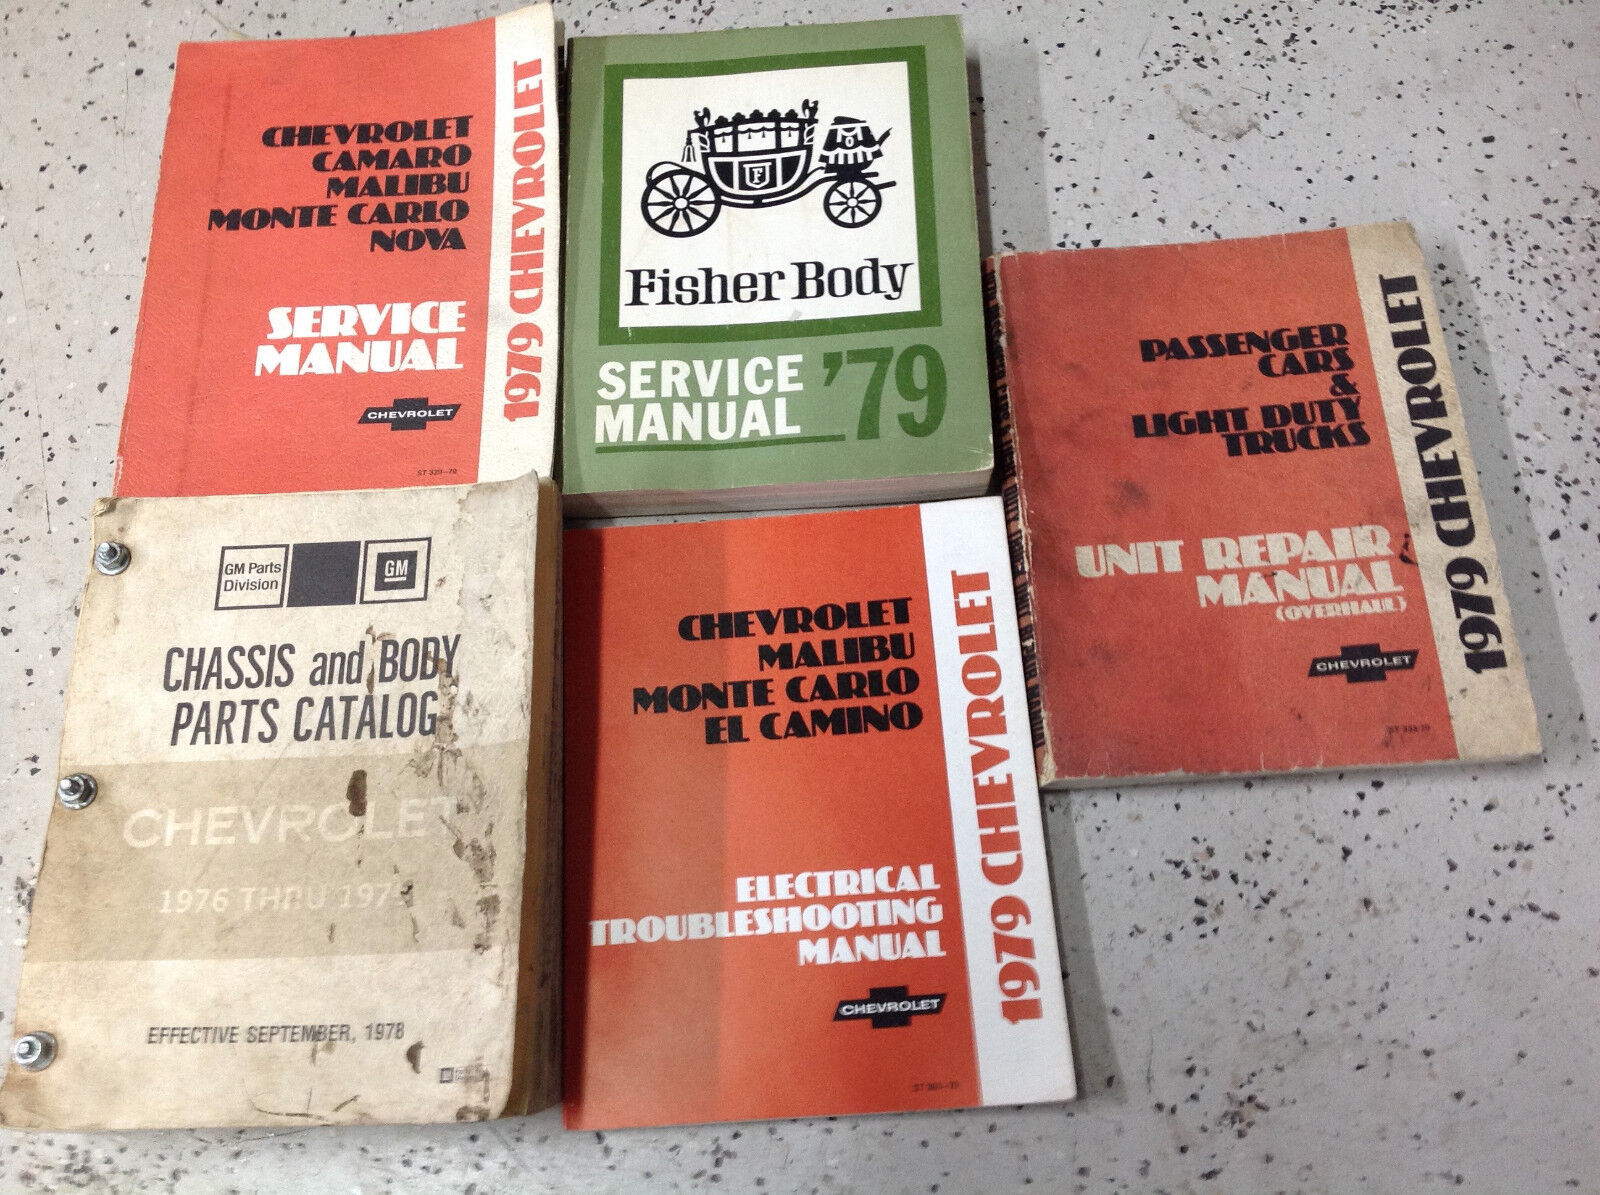 CHEVROLET
CAMARO
MALIBU
MONTE CARLO
NOVA
SERVICE
MANUAL
CHEVROLET
1979 CHEVROLET
F
Fisher Body
SERVICE
MANUAL
'79
PASSENGER
CARS
&
LIGHT DUTY
TRUCKS
UNIT REPAIR
MANUAL
(OVERHAUL)
CHEVROLET
1979 CHEVROLET
GM Parts
Division
GM
CHASSIS and BODY
PARTS CATALOG
CHEVROLET
1976 THRU
EFFECTIVE SEPTEMBER, 1978
CHEVROLET
MALIBU
MONTE CARLO
EL CAMINO
ELECTRICAL
TROUBLESHOOTING
MANUAL
CHEVROLET
1979 CHEVROLET